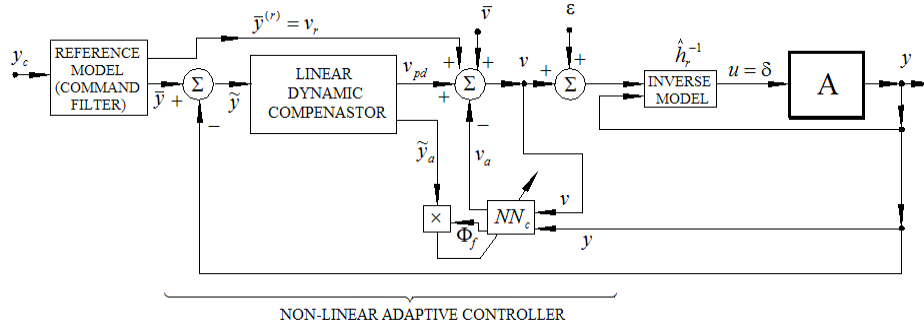 ȳ^(r) = v_r
v̄
ε
y_c
REFERENCE
MODEL
(COMMAND
FILTER)
ȳ
+
Σ
−
ỹ
LINEAR
DYNAMIC
COMPENASTOR
v_pd
+
+
+
Σ
−
v
+
+
Σ
ĥ_r^−1
INVERSE
MODEL
u = δ
A
y
ỹ_a
v_a
×
Φ_f
NN_c
v
y
NON-LINEAR ADAPTIVE CONTROLLER